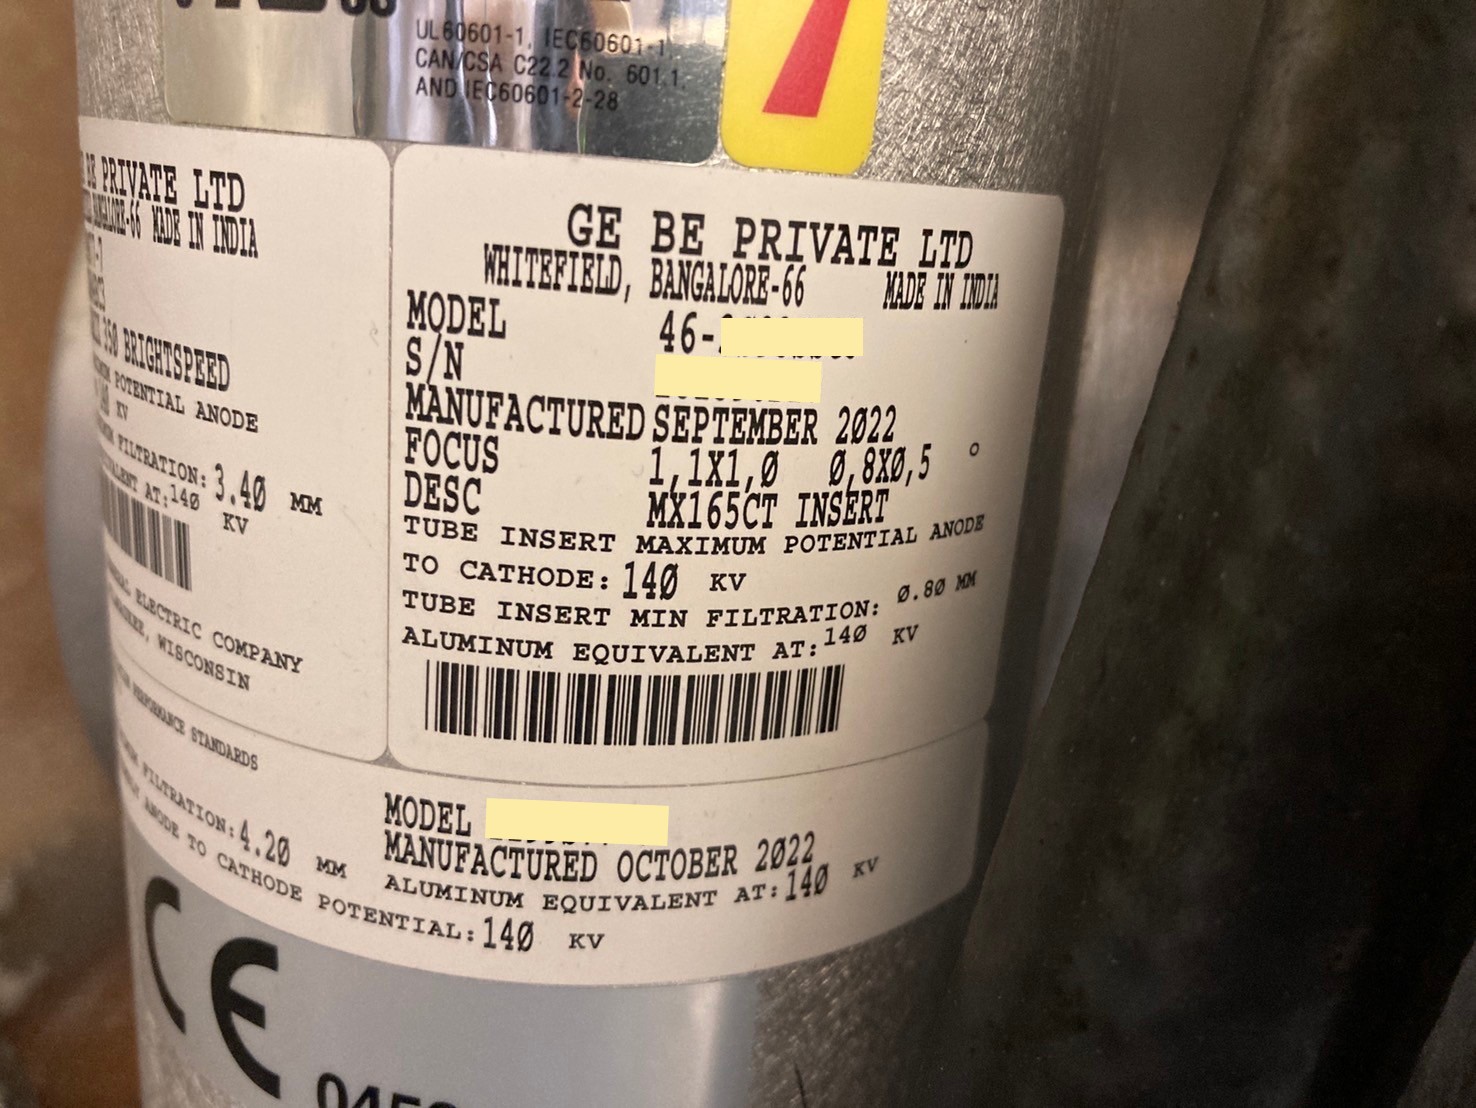 UL60601-1, IEC60601-1
CAN/CSA C22.2 No. 601.1,
AND IEC60601-2-28
BE PRIVATE LTD
BANGALORE-66 MADE IN INDIA
350 BRIGHTSPEED
POTENTIAL ANODE
KV
FILTRATION: 3.40 MM
AT:140 KV
ELECTRIC COMPANY
WISCONSIN
PERFORMANCE STANDARDS
GE BE PRIVATE LTD
WHITEFIELD, BANGALORE-66 MADE IN INDIA
MODEL 46-
S/N
MANUFACTURED SEPTEMBER 2022
FOCUS 1,1X1,0 0,8X0,5
DESC MX165CT INSERT
TUBE INSERT MAXIMUM POTENTIAL ANODE
TO CATHODE: 140 KV
TUBE INSERT MIN FILTRATION: 0.80 MM
ALUMINUM EQUIVALENT AT: 140 KV
FILTRATION: 4.20 MM
ANODE TO CATHODE POTENTIAL: 140 KV
MODEL
MANUFACTURED OCTOBER 2022
ALUMINUM EQUIVALENT AT: 140 KV
CE